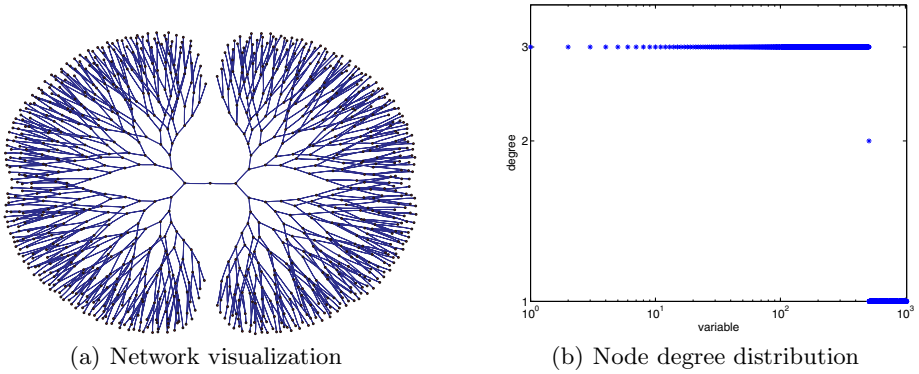 3
2
1
degree
10^0
10^1
10^2
10^3
variable
(a) Network visualization
(b) Node degree distribution